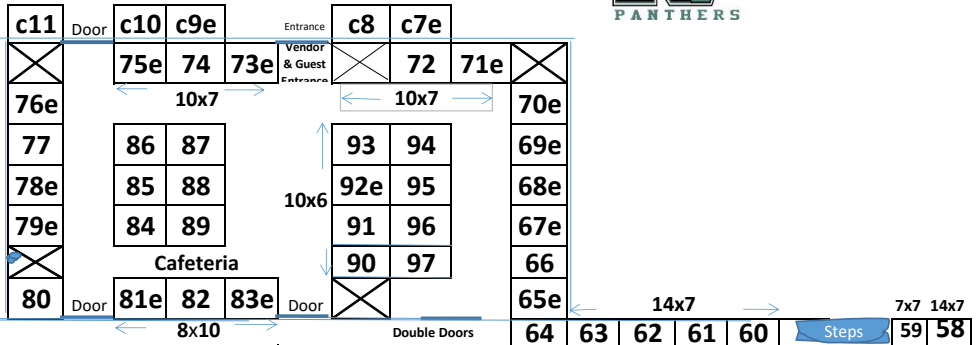 PANTHERS
c11 Door c10 c9e Entrance c8 c7e
Vendor
& Guest
Entrance
75e 74 73e 72 71e
10x7 10x7
76e 70e
77 86 87 93 94 69e
78e 85 88 10x6 92e 95 68e
79e 84 89 91 96 67e
Cafeteria 90 97 66
80 Door 81e 82 83e Door 65e 14x7 7x7 14x7
8x10 Double Doors 64 63 62 61 60 Steps 59 58